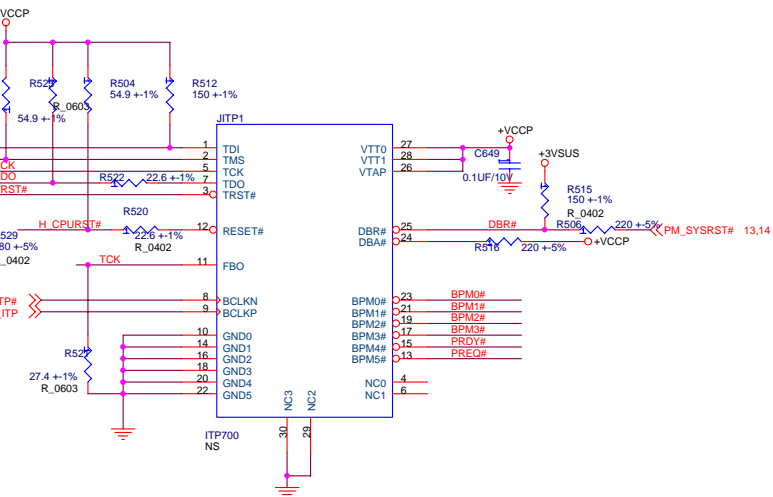 VCCP
R523
R_0603
54.9 +-1%
R504
54.9 +-1%
R512
150 +-1%
JITP1
1 TDI
2 TMS
CK 5 TCK
DO R522 22.6 +-1% 7 TDO
RST# 3 TRST#
R520
H_CPURST# 22.6 +-1% 12 RESET#
R_0402
529
80 +-5%
_0402
TCK 11 FBO
TP# 8 BCLKN
_ITP 9 BCLKP
10 GND0
14 GND1
16 GND2
18 GND3
20 GND4
22 GND5
27.4 +-1%
R_0603
VTT0 27
VTT1 28
VTAP 26
+VCCP
C649
0.1UF/10V
+3VSUS
R515
150 +-1%
R_0402
DBR# 25 DBR# R506 220 +-5% PM_SYSRST# 13,14
DBA# 24 R516 220 +-5% +VCCP
BPM0# 23 BPM0#
BPM1# 21 BPM1#
BPM2# 19 BPM2#
BPM3# 17 BPM3#
BPM4# 15 PRDY#
BPM5# 13 PREQ#
NC0 4
NC1 6
NC3 NC2
30 29
ITP700
NS